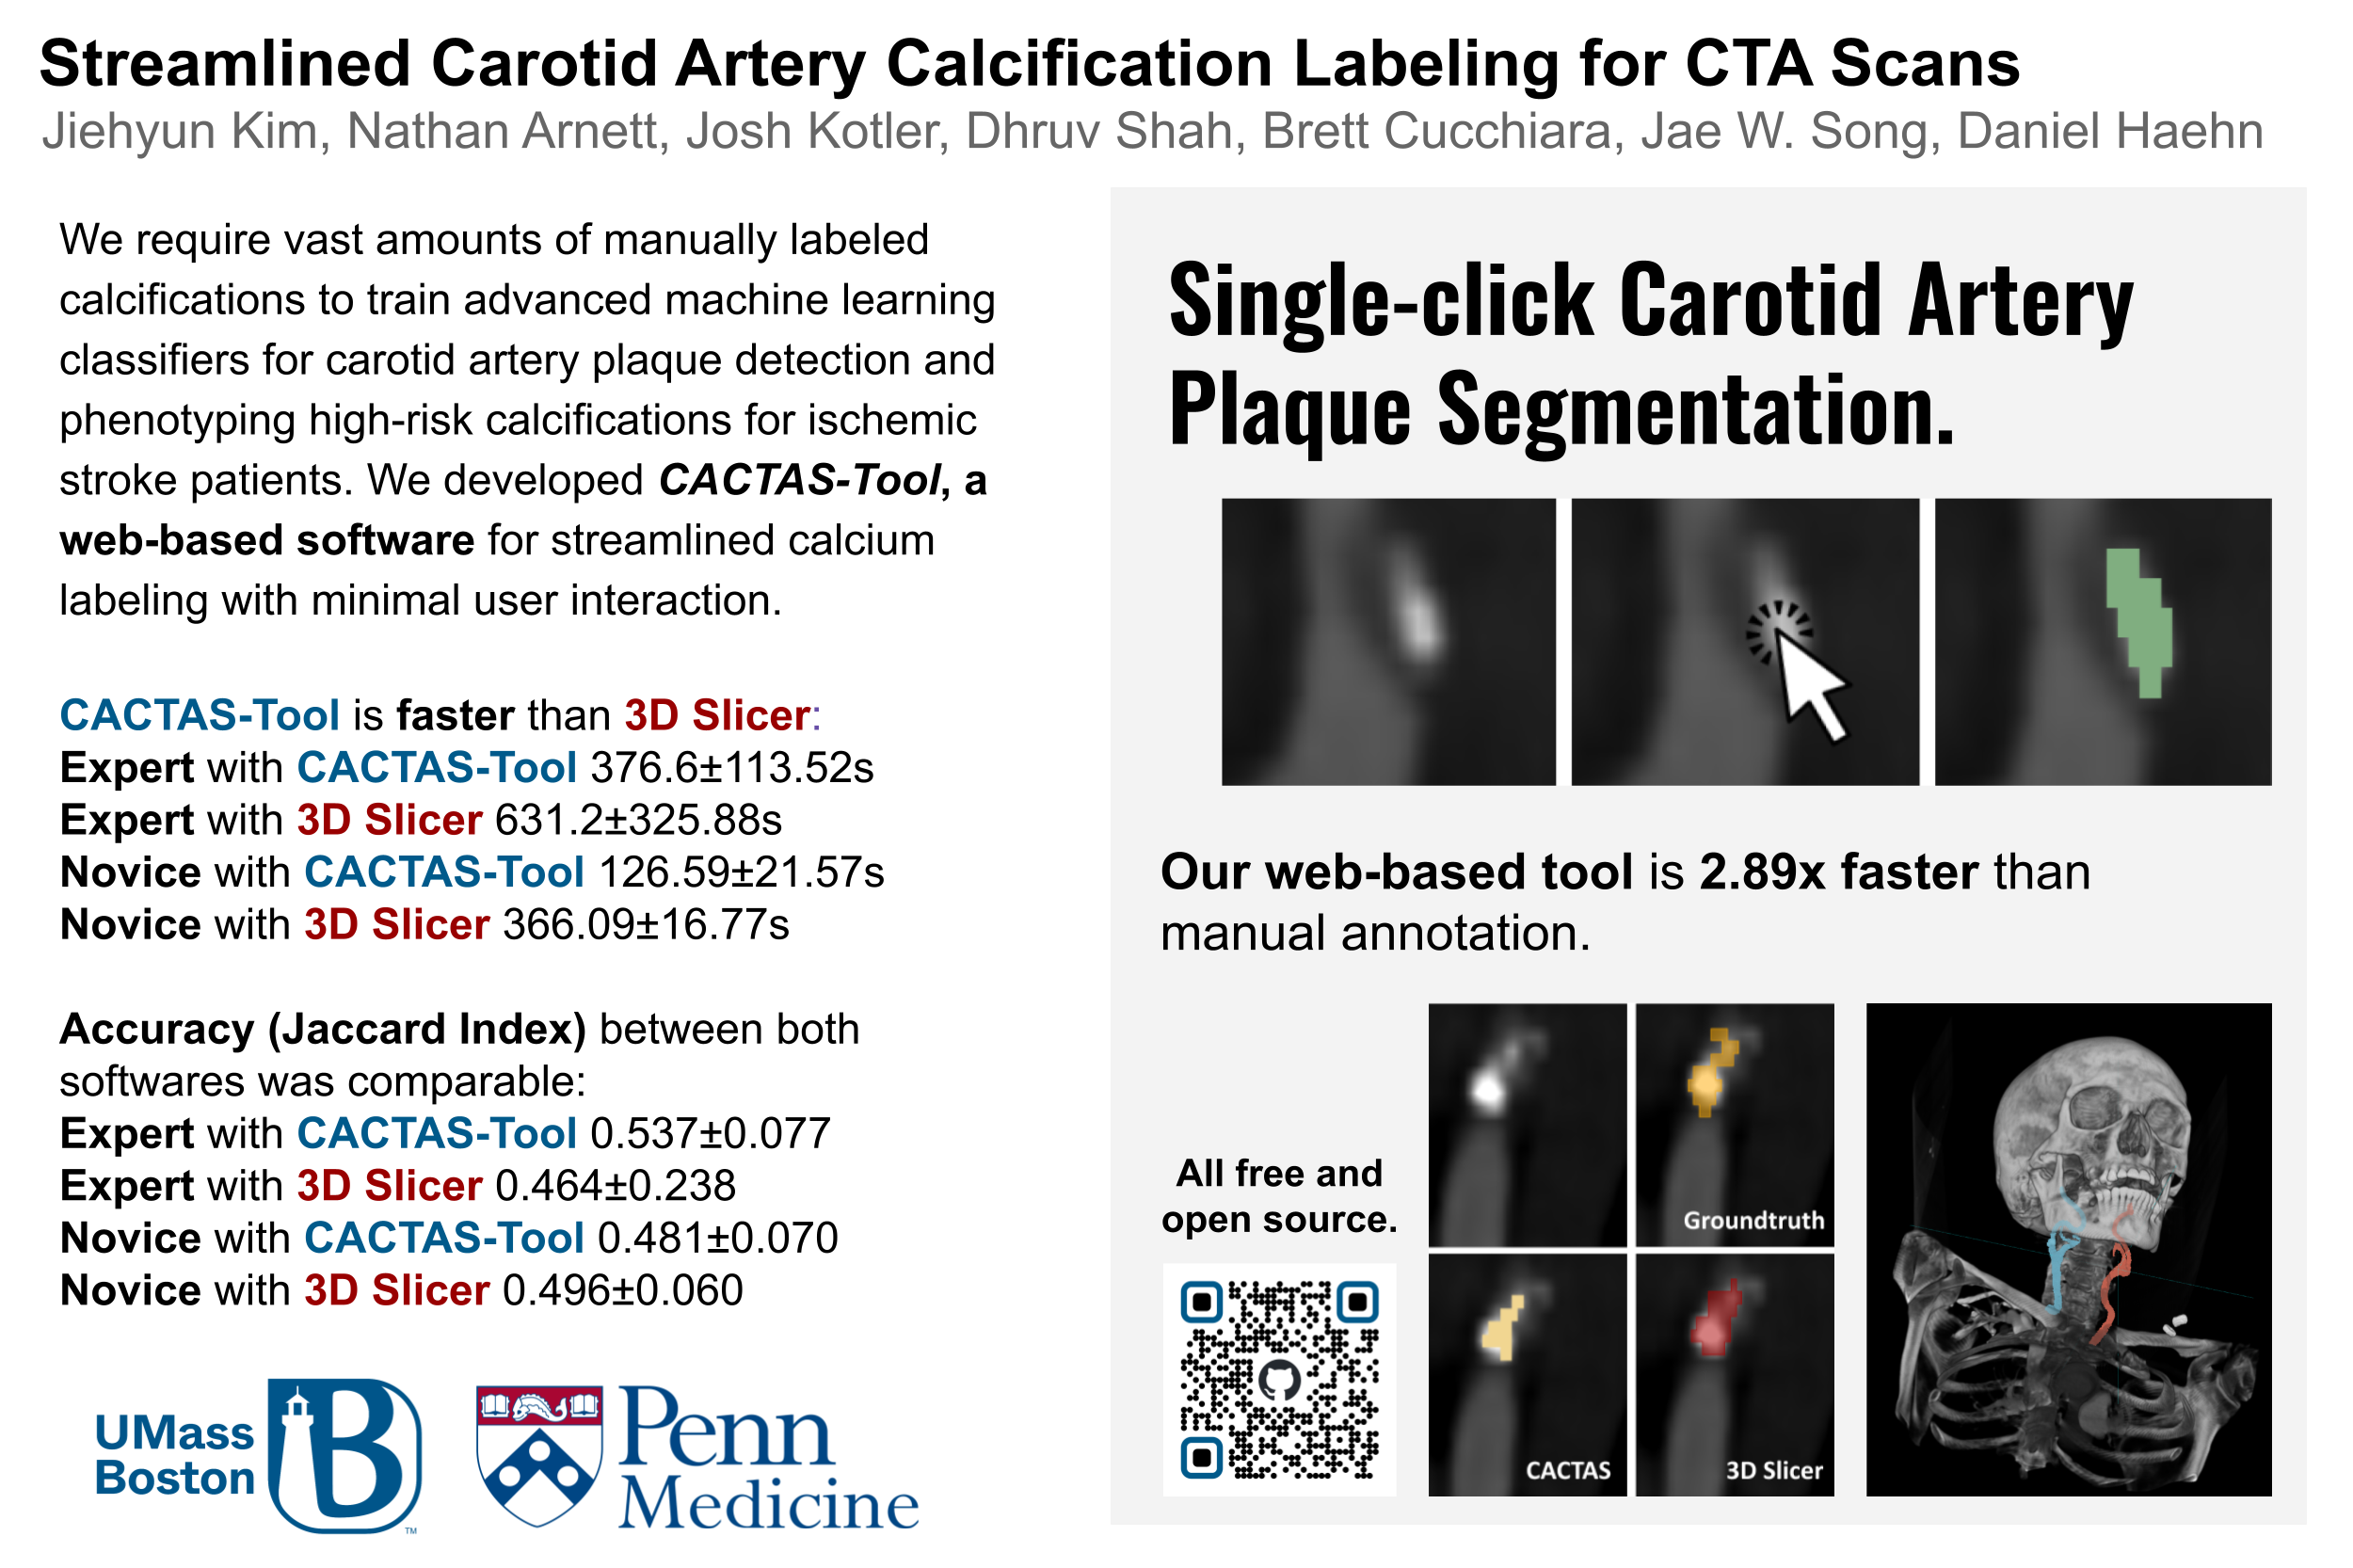 Streamlined Carotid Artery Calcification Labeling for CTA Scans
Jiehyun Kim, Nathan Arnett, Josh Kotler, Dhruv Shah, Brett Cucchiara, Jae W. Song, Daniel Haehn
We require vast amounts of manually labeled
calcifications to train advanced machine learning
classifiers for carotid artery plaque detection and
phenotyping high-risk calcifications for ischemic
stroke patients. We developed CACTAS-Tool, a
web-based software for streamlined calcium
labeling with minimal user interaction.
CACTAS-Tool is faster than 3D Slicer:
Expert with CACTAS-Tool 376.6±113.52s
Expert with 3D Slicer 631.2±325.88s
Novice with CACTAS-Tool 126.59±21.57s
Novice with 3D Slicer 366.09±16.77s
Accuracy (Jaccard Index) between both
softwares was comparable:
Expert with CACTAS-Tool 0.537±0.077
Expert with 3D Slicer 0.464±0.238
Novice with CACTAS-Tool 0.481±0.070
Novice with 3D Slicer 0.496±0.060
UMass
Boston
B
TM
Penn
Medicine
Single-click Carotid Artery
Plaque Segmentation.
Our web-based tool is 2.89x faster than
manual annotation.
All free and
open source.
Groundtruth
CACTAS
3D Slicer